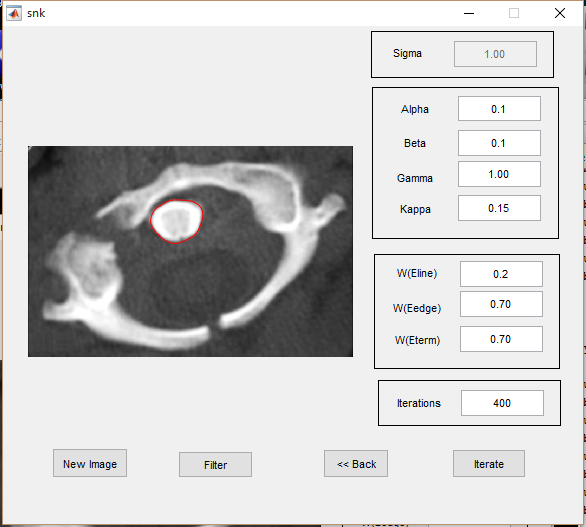 snk
Sigma 1.00
Alpha 0.1
Beta 0.1
Gamma 1.00
Kappa 0.15
W(Eline) 0.2
W(Eedge) 0.70
W(Eterm) 0.70
Iterations 400
New Image Filter << Back Iterate